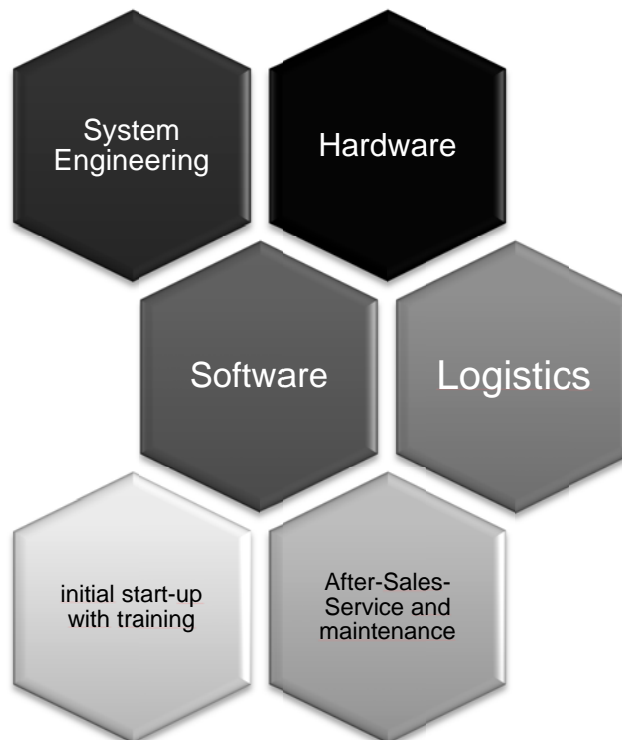 System
Engineering
Hardware
Software
Logistics
initial start-up
with training
After-Sales-
Service and
maintenance